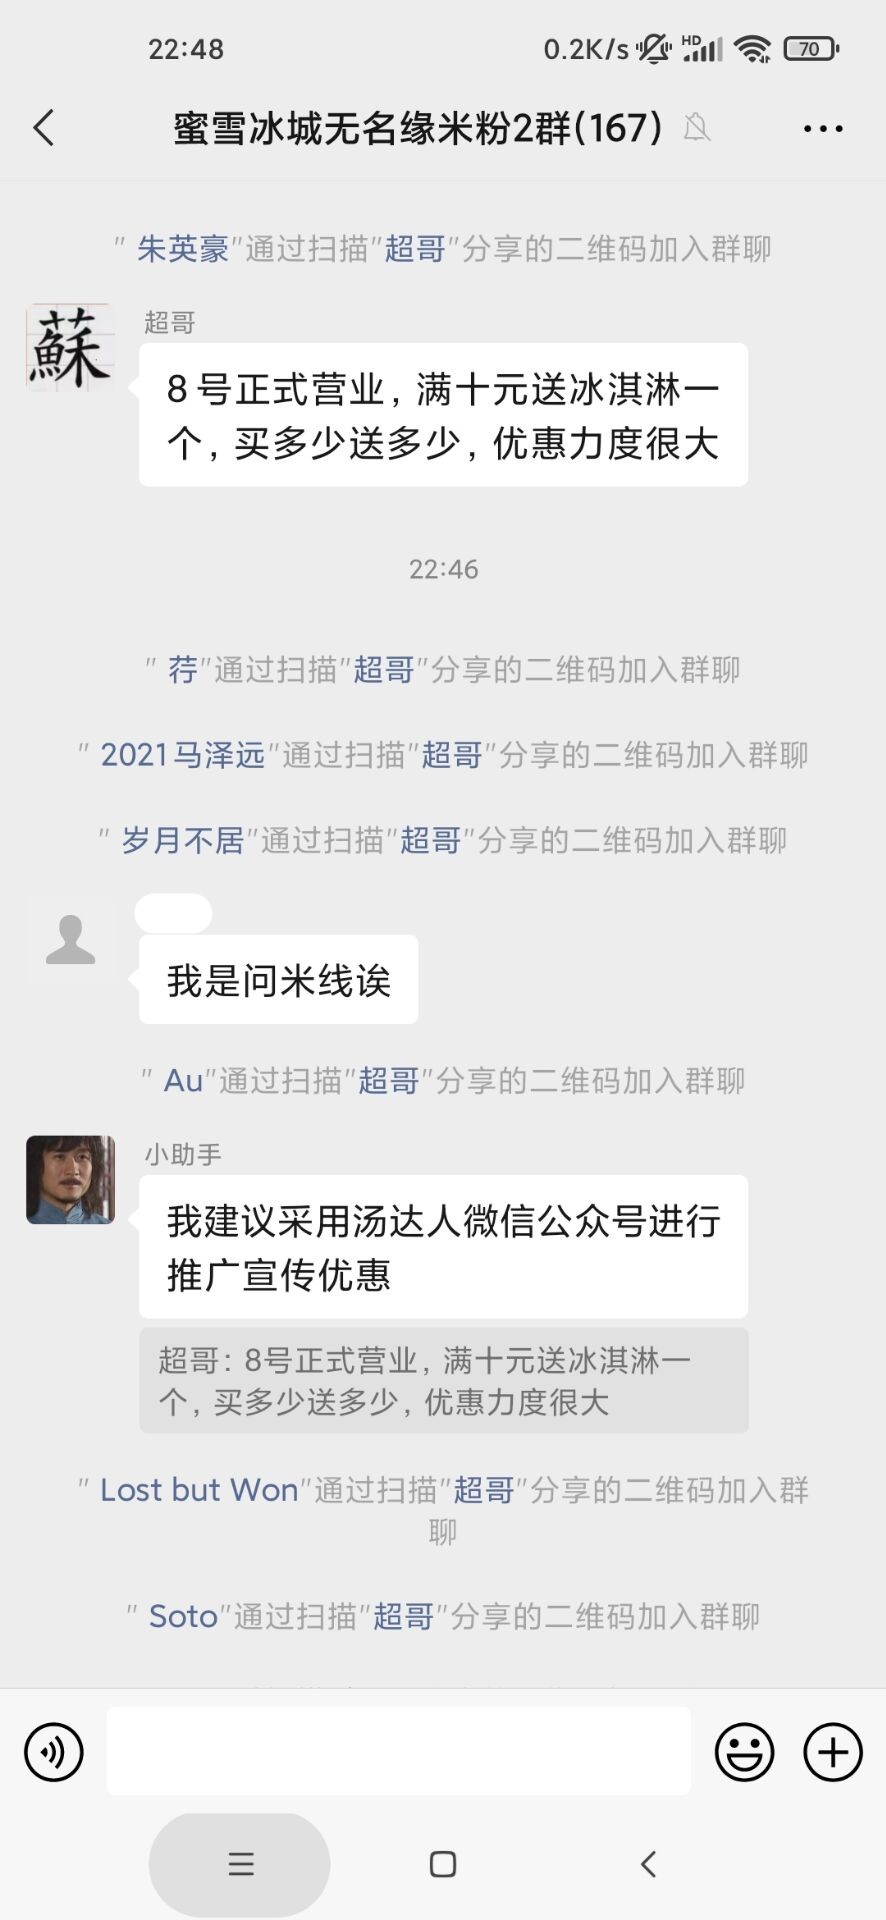 22:48
0.2K/s HD 70
蜜雪冰城无名缘米粉2群(167)
"朱英豪"通过扫描"超哥"分享的二维码加入群聊
蘇
超哥
8号正式营业，满十元送冰淇淋一
个，买多少送多少，优惠力度很大
22:46
"荇"通过扫描"超哥"分享的二维码加入群聊
"2021马泽远"通过扫描"超哥"分享的二维码加入群聊
"岁月不居"通过扫描"超哥"分享的二维码加入群聊
我是问米线诶
"Au"通过扫描"超哥"分享的二维码加入群聊
小助手
我建议采用汤达人微信公众号进行
推广宣传优惠
超哥：8号正式营业，满十元送冰淇淋一
个，买多少送多少，优惠力度很大
"Lost but Won"通过扫描"超哥"分享的二维码加入群
聊
"Soto"通过扫描"超哥"分享的二维码加入群聊